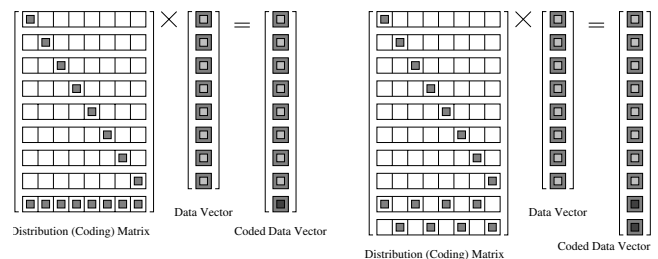 Data Vector
Distribution (Coding) Matrix
Coded Data Vector
Data Vector
Coded Data Vector
Distribution (Coding) Matrix